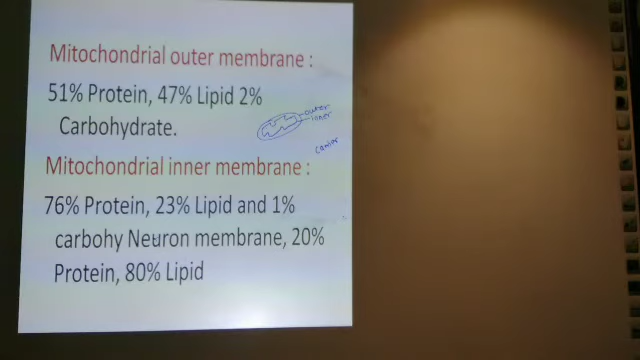 Mitochondrial outer membrane :
51% Protein, 47% Lipid 2%
Carbohydrate.
outer
inner
carrier
Mitochondrial inner membrane :
76% Protein, 23% Lipid and 1%
carbohy Neuron membrane, 20%
Protein, 80% Lipid